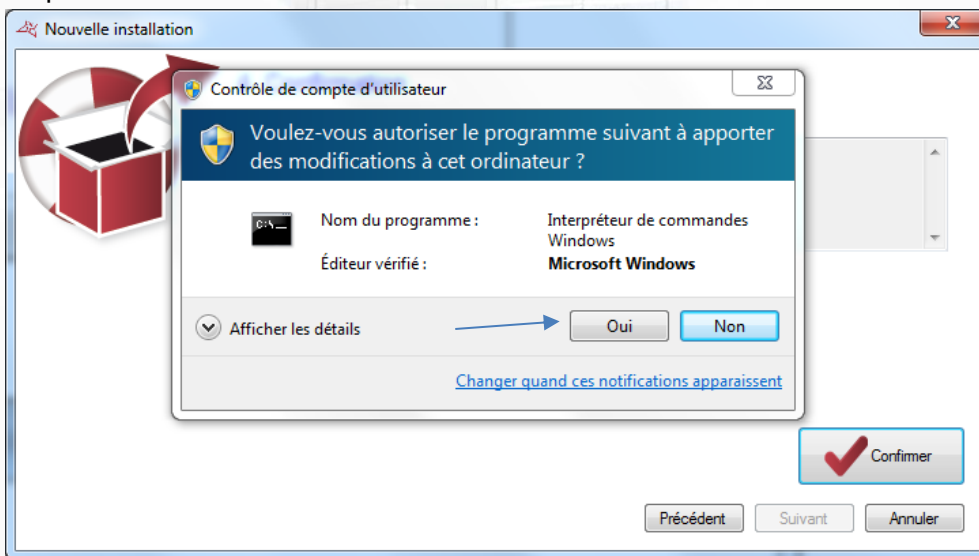 Nouvelle installation
Contrôle de compte d'utilisateur
Voulez-vous autoriser le programme suivant à apporter
des modifications à cet ordinateur ?
C:\_
Nom du programme : Interpréteur de commandes
Windows
Éditeur vérifié : Microsoft Windows
Afficher les détails Oui Non
Changer quand ces notifications apparaissent
Confirmer
Précédent Suivant Annuler